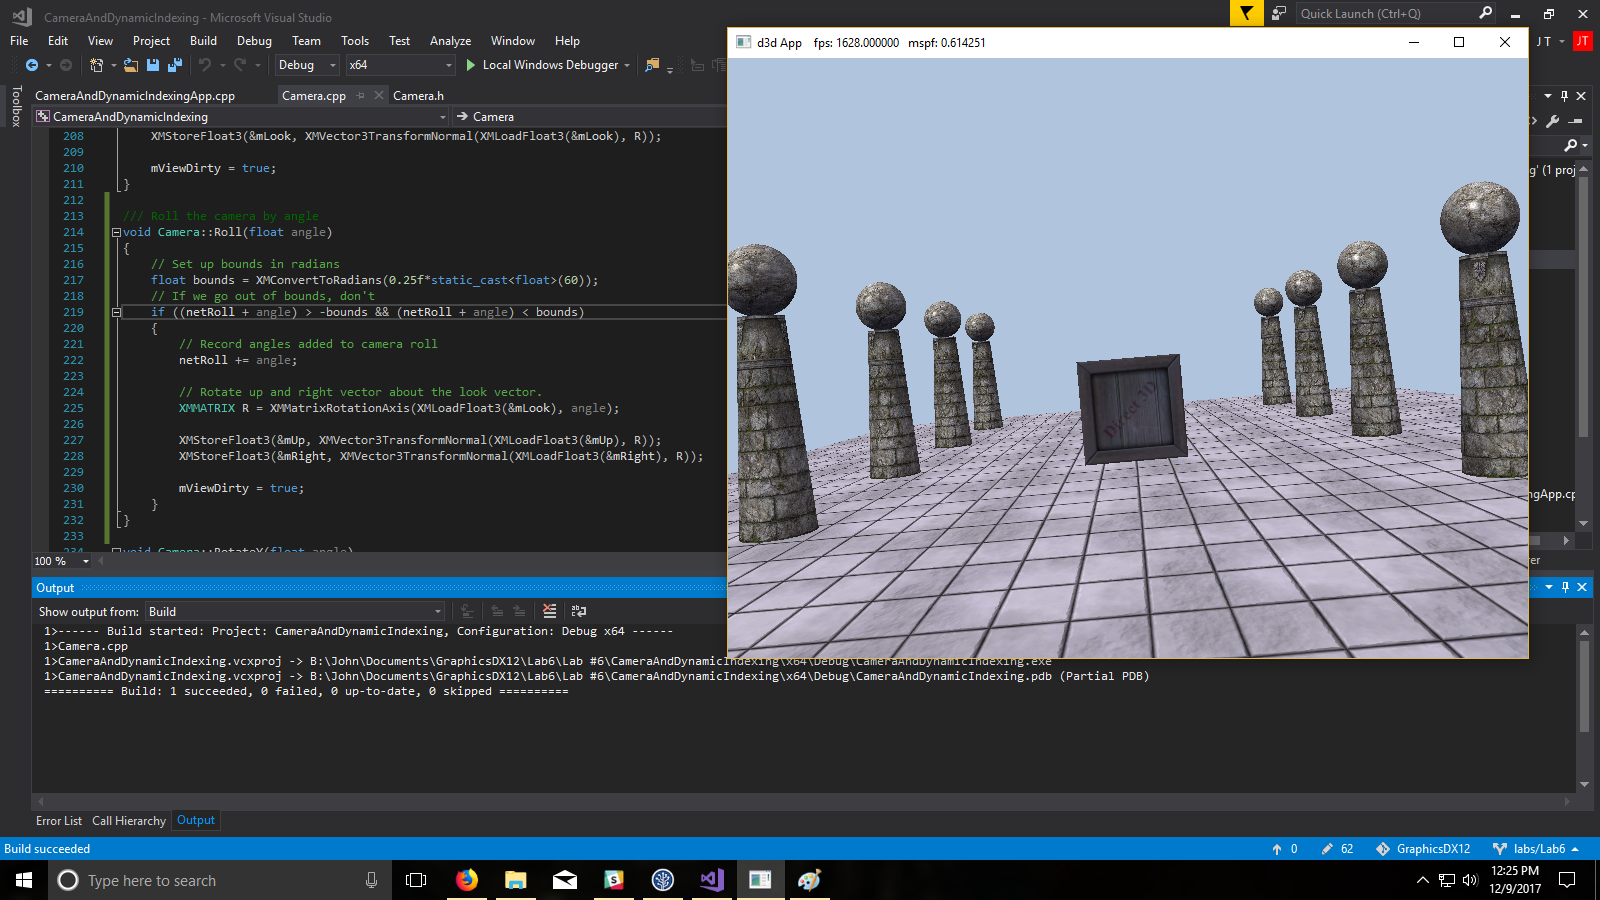 CameraAndDynamicIndexing - Microsoft Visual Studio
Quick Launch (Ctrl+Q)
File Edit View Project Build Debug Team Tools Test Analyze Window Help
J T
JT
Debug x64 Local Windows Debugger
CameraAndDynamicIndexingApp.cpp Camera.cpp Camera.h
CameraAndDynamicIndexing Camera
Toolbox
208 XMStoreFloat3(&mLook, XMVector3TransformNormal(XMLoadFloat3(&mLook), R));
209
210 mViewDirty = true;
211 }
212
213 /// Roll the camera by angle
214 void Camera::Roll(float angle)
215 {
216 // Set up bounds in radians
217 float bounds = XMConvertToRadians(0.25f*static_cast<float>(60));
218 // If we go out of bounds, don't
219 if ((netRoll + angle) > -bounds && (netRoll + angle) < bounds)
220 {
221 // Record angles added to camera roll
222 netRoll += angle;
223
224 // Rotate up and right vector about the look vector.
225 XMMATRIX R = XMMatrixRotationAxis(XMLoadFloat3(&mLook), angle);
226
227 XMStoreFloat3(&mUp, XMVector3TransformNormal(XMLoadFloat3(&mUp), R));
228 XMStoreFloat3(&mRight, XMVector3TransformNormal(XMLoadFloat3(&mRight), R));
229
230 mViewDirty = true;
231 }
232 }
233
234 void Camera::RotateY(float angle)
100 %
d3d App fps: 1628.000000 mspf: 0.614251
Direct 3D
g' (1 proj
ngApp.cp
rer
Output
Show output from: Build
1>------ Build started: Project: CameraAndDynamicIndexing, Configuration: Debug x64 ------
1>Camera.cpp
1>CameraAndDynamicIndexing.vcxproj -> B:\John\Documents\GraphicsDX12\Lab6\Lab #6\CameraAndDynamicIndexing\x64\Debug\CameraAndDynamicIndexing.exe
1>CameraAndDynamicIndexing.vcxproj -> B:\John\Documents\GraphicsDX12\Lab6\Lab #6\CameraAndDynamicIndexing\x64\Debug\CameraAndDynamicIndexing.pdb (Partial PDB)
========== Build: 1 succeeded, 0 failed, 0 up-to-date, 0 skipped ==========
Error List Call Hierarchy Output
Build succeeded
0 62 GraphicsDX12 labs/Lab6
Type here to search
12:25 PM
12/9/2017